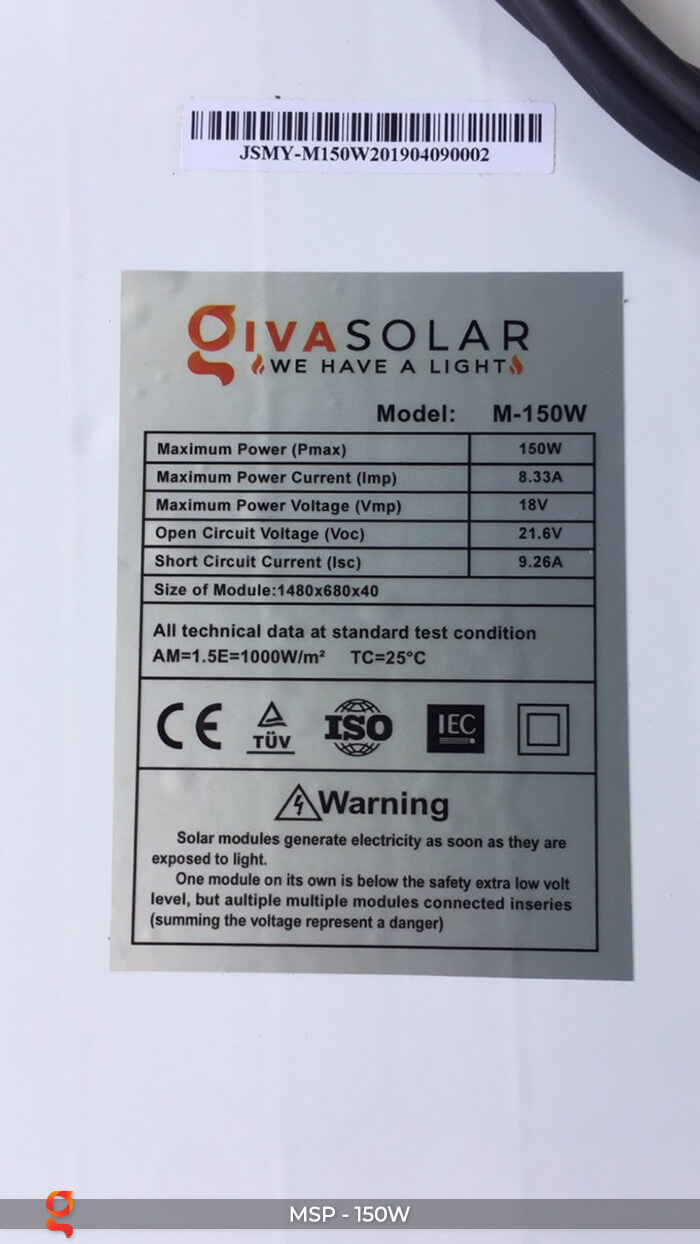 JSMY-M150W201904090002
GIVASOLAR
WE HAVE A LIGHT
Model: M-150W
Maximum Power (Pmax) 150W
Maximum Power Current (Imp) 8.33A
Maximum Power Voltage (Vmp) 18V
Open Circuit Voltage (Voc) 21.6V
Short Circuit Current (Isc) 9.26A
Size of Module:1480x680x40
All technical data at standard test condition
AM=1.5E=1000W/m² TC=25°C
CE TÜV ISO IEC
Warning
Solar modules generate electricity as soon as they are
exposed to light.
One module on its own is below the safety extra low volt
level, but aultiple multiple modules connected inseries
(summing the voltage represent a danger)
MSP - 150W